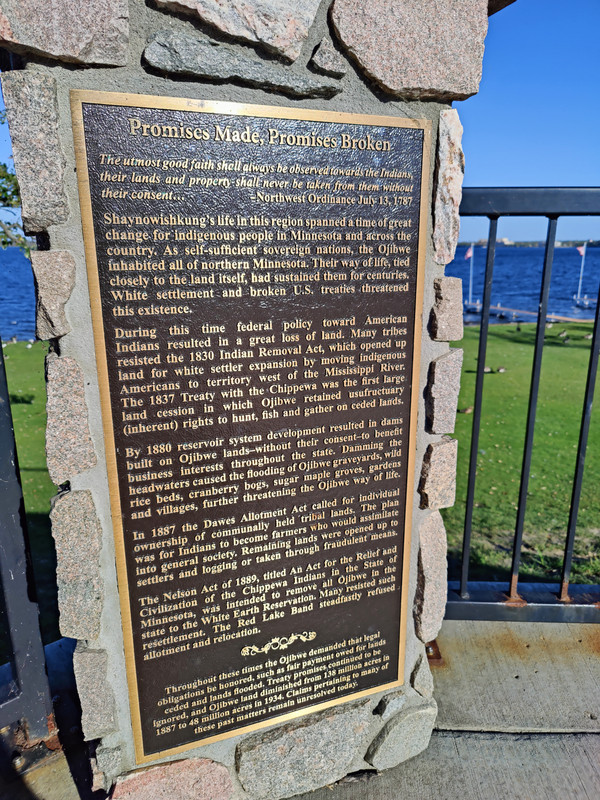 Promises Made, Promises Broken
The utmost good faith shall always be observed towards the Indians,
their lands and property shall never be taken from them without
their consent... –Northwest Ordinance July 13, 1787
Shaynowishkung's life in this region spanned a time of great
change for indigenous people in Minnesota and across the
country. As self-sufficient sovereign nations, the Ojibwe
inhabited all of northern Minnesota. Their way of life, tied
closely to the land itself, had sustained them for centuries.
White settlement and broken U.S. treaties threatened
this existence.
During this time federal policy toward American
Indians resulted in a great loss of land. Many tribes
resisted the 1830 Indian Removal Act, which opened up
land for white settler expansion by moving indigenous
Americans to territory west of the Mississippi River.
The 1837 Treaty with the Chippewa was the first large
land cession in which Ojibwe retained usufructuary
(inherent) rights to hunt, fish and gather on ceded lands.
By 1880 reservoir system development resulted in dams
built on Ojibwe lands–without their consent–to benefit
business interests throughout the state. Damming the
headwaters caused the flooding of Ojibwe graveyards, wild
rice beds, cranberry bogs, sugar maple groves, gardens
and villages, further threatening the Ojibwe way of life.
In 1887 the Dawes Allotment Act called for individual
ownership of communally held tribal lands. The plan
was for Indians to become farmers who would assimilate
into general society. Remaining lands were opened up to
settlers and logging or taken through fraudulent means.
The Nelson Act of 1889, titled An Act for the Relief and
Civilization of the Chippewa Indians in the State of
Minnesota, was intended to remove all Ojibwe in the
state to the White Earth Reservation. Many resisted such
resettlement. The Red Lake Band steadfastly refused
allotment and relocation.
Throughout these times the Ojibwe demanded that legal
obligations be honored, such as fair payment owed for lands
ceded and lands flooded. Treaty promises continued to be
ignored, and Ojibwe land diminished from 138 million acres in
1887 to 48 million acres in 1934. Claims pertaining to many of
these past matters remain unresolved today.